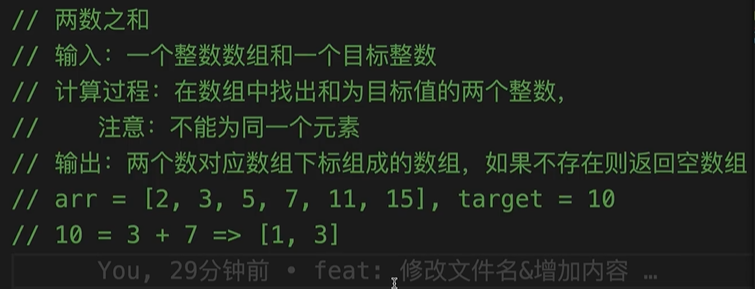 // 两数之和
// 输入：一个整数数组和一个目标整数
// 计算过程：在数组中找出和为目标值的两个整数，
//    注意：不能为同一个元素
// 输出：两个数对应数组下标组成的数组，如果不存在则返回空数组
// arr = [2, 3, 5, 7, 11, 15], target = 10
// 10 = 3 + 7 => [1, 3]
You, 29分钟前 • feat: 修改文件名&增加内容 …